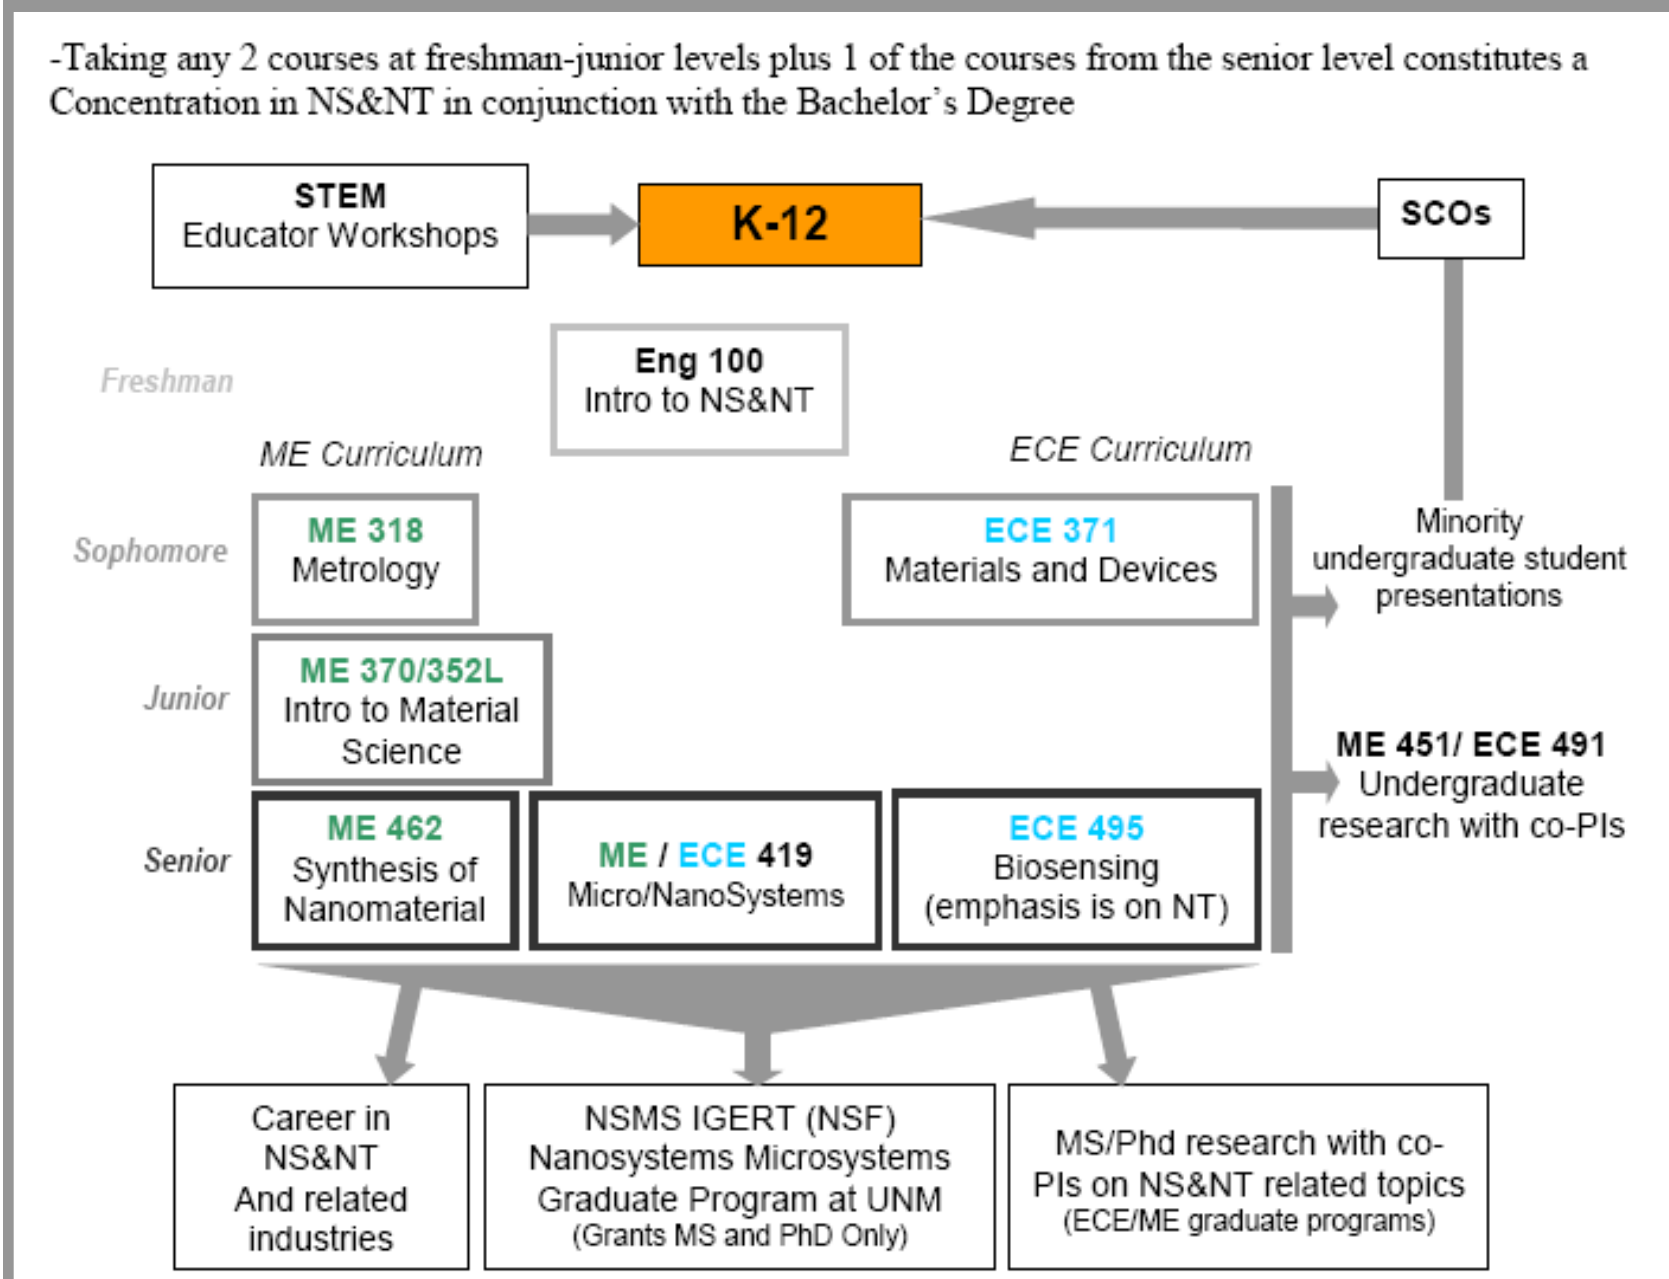 -Taking any 2 courses at freshman-junior levels plus 1 of the courses from the senior level constitutes a
Concentration in NS&NT in conjunction with the Bachelor's Degree
STEM
Educator Workshops
K-12
SCOs
Freshman
Eng 100
Intro to NS&NT
ME Curriculum
ECE Curriculum
Sophomore
ME 318
Metrology
ECE 371
Materials and Devices
Minority
undergraduate student
presentations
Junior
ME 370/352L
Intro to Material
Science
ME 451/ ECE 491
Undergraduate
research with co-PIs
Senior
ME 462
Synthesis of
Nanomaterial
ME / ECE 419
Micro/NanoSystems
ECE 495
Biosensing
(emphasis is on NT)
Career in
NS&NT
And related
industries
NSMS IGERT (NSF)
Nanosystems Microsystems
Graduate Program at UNM
(Grants MS and PhD Only)
MS/Phd research with co-
PIs on NS&NT related topics
(ECE/ME graduate programs)